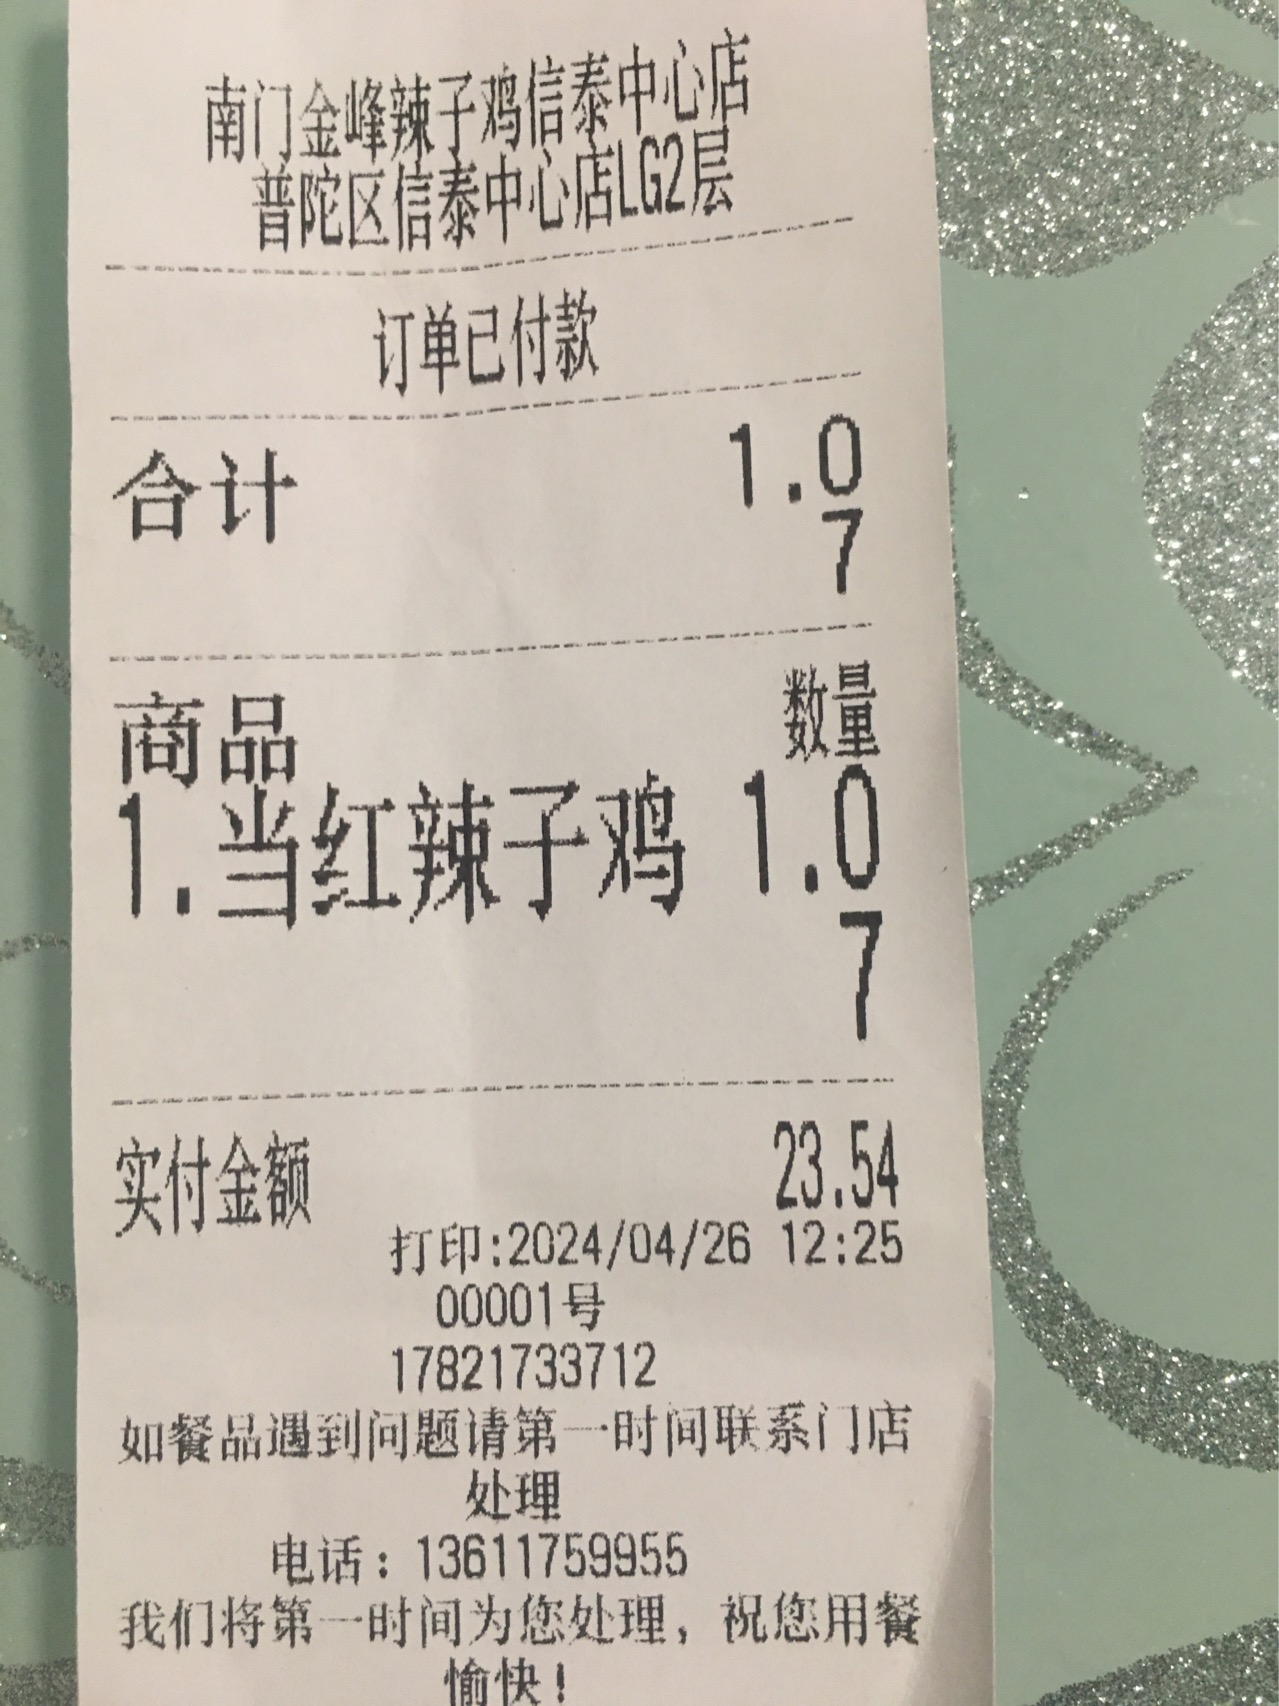 南门金峰辣子鸡信泰中心店
普陀区信泰中心店LG2层
订单已付款
合计 1.0
7
商品 数量
1.当红辣子鸡 1.0
7
实付金额 23.54
打印:2024/04/26 12:25
00001号
17821733712
如餐品遇到问题请第一时间联系门店
处理
电话：13611759955
我们将第一时间为您处理，祝您用餐
愉快！